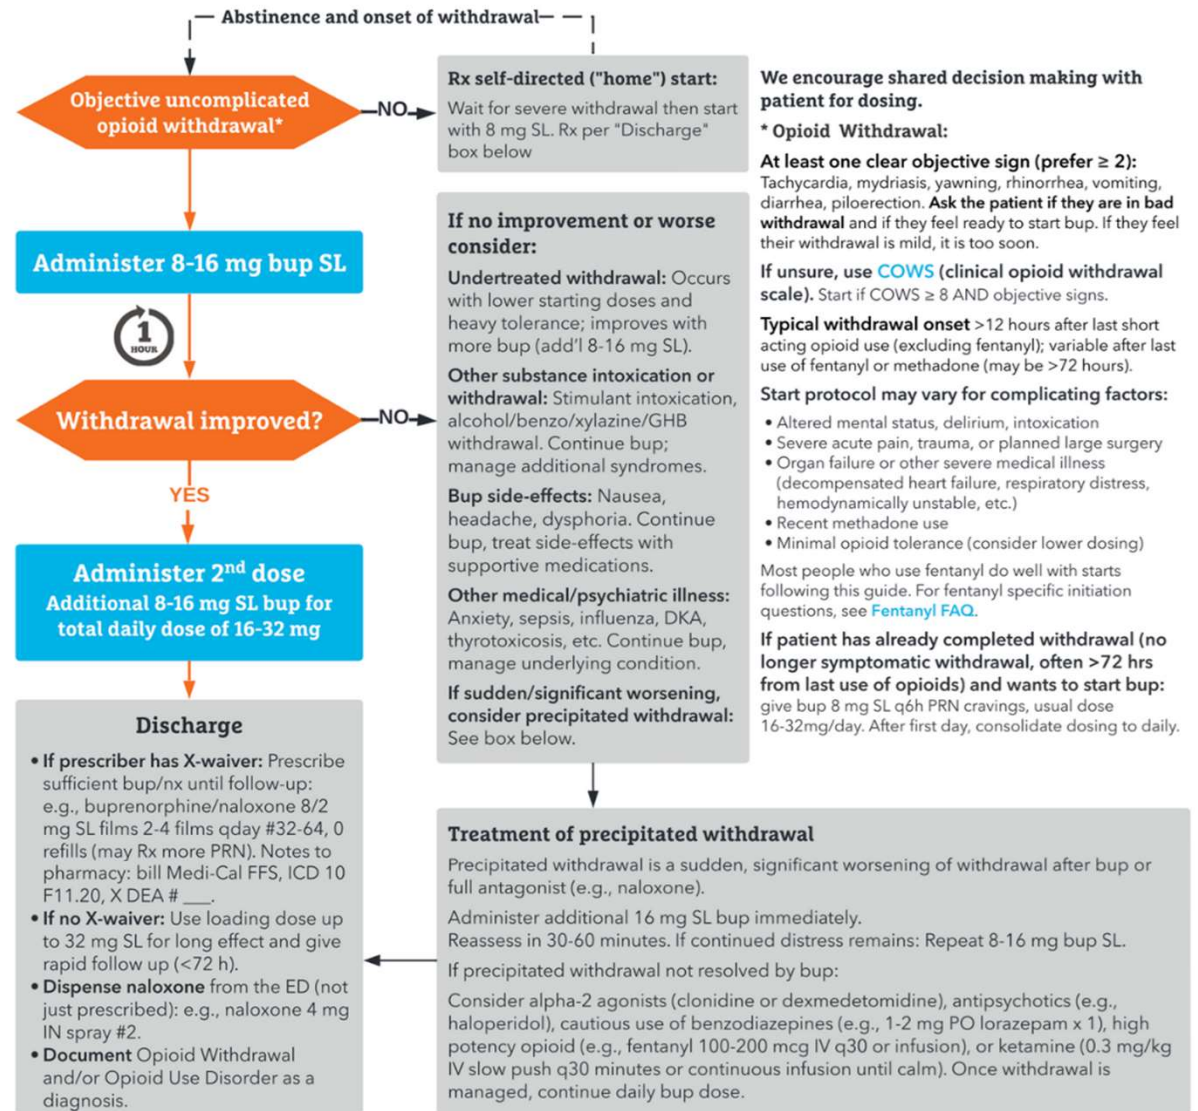 Abstinence and onset of withdrawal
Objective uncomplicated
opioid withdrawal*
NO
Rx self-directed ("home") start:
Wait for severe withdrawal then start
with 8 mg SL. Rx per "Discharge"
box below
Administer 8-16 mg bup SL
1
HOUR
Withdrawal improved?
NO
YES
Administer 2nd dose
Additional 8-16 mg SL bup for
total daily dose of 16-32 mg
If no improvement or worse
consider:
Undertreated withdrawal: Occurs
with lower starting doses and
heavy tolerance; improves with
more bup (add'l 8-16 mg SL).
Other substance intoxication or
withdrawal: Stimulant intoxication,
alcohol/benzo/xylazine/GHB
withdrawal. Continue bup;
manage additional syndromes.
Bup side-effects: Nausea,
headache, dysphoria. Continue
bup, treat side-effects with
supportive medications.
Other medical/psychiatric illness:
Anxiety, sepsis, influenza, DKA,
thyrotoxicosis, etc. Continue bup,
manage underlying condition.
If sudden/significant worsening,
consider precipitated withdrawal:
See box below.
We encourage shared decision making with
patient for dosing.
* Opioid Withdrawal:
At least one clear objective sign (prefer ≥ 2):
Tachycardia, mydriasis, yawning, rhinorrhea, vomiting,
diarrhea, piloerection. Ask the patient if they are in bad
withdrawal and if they feel ready to start bup. If they feel
their withdrawal is mild, it is too soon.
If unsure, use COWS (clinical opioid withdrawal
scale). Start if COWS ≥ 8 AND objective signs.
Typical withdrawal onset >12 hours after last short
acting opioid use (excluding fentanyl); variable after last
use of fentanyl or methadone (may be >72 hours).
Start protocol may vary for complicating factors:
• Altered mental status, delirium, intoxication
• Severe acute pain, trauma, or planned large surgery
• Organ failure or other severe medical illness
(decompensated heart failure, respiratory distress,
hemodynamically unstable, etc.)
• Recent methadone use
• Minimal opioid tolerance (consider lower dosing)
Most people who use fentanyl do well with starts
following this guide. For fentanyl specific initiation
questions, see Fentanyl FAQ.
If patient has already completed withdrawal (no
longer symptomatic withdrawal, often >72 hrs
from last use of opioids) and wants to start bup:
give bup 8 mg SL q6h PRN cravings, usual dose
16-32mg/day. After first day, consolidate dosing to daily.
Discharge
• If prescriber has X-waiver: Prescribe
sufficient bup/nx until follow-up:
e.g., buprenorphine/naloxone 8/2
mg SL films 2-4 films qday #32-64, 0
refills (may Rx more PRN). Notes to
pharmacy: bill Medi-Cal FFS, ICD 10
F11.20, X DEA # ___.
• If no X-waiver: Use loading dose up
to 32 mg SL for long effect and give
rapid follow up (<72 h).
• Dispense naloxone from the ED (not
just prescribed): e.g., naloxone 4 mg
IN spray #2.
• Document Opioid Withdrawal
and/or Opioid Use Disorder as a
diagnosis.
Treatment of precipitated withdrawal
Precipitated withdrawal is a sudden, significant worsening of withdrawal after bup or
full antagonist (e.g., naloxone).
Administer additional 16 mg SL bup immediately.
Reassess in 30-60 minutes. If continued distress remains: Repeat 8-16 mg bup SL.
If precipitated withdrawal not resolved by bup:
Consider alpha-2 agonists (clonidine or dexmedetomidine), antipsychotics (e.g.,
haloperidol), cautious use of benzodiazepines (e.g., 1-2 mg PO lorazepam x 1), high
potency opioid (e.g., fentanyl 100-200 mcg IV q30 or infusion), or ketamine (0.3 mg/kg
IV slow push q30 minutes or continuous infusion until calm). Once withdrawal is
managed, continue daily bup dose.